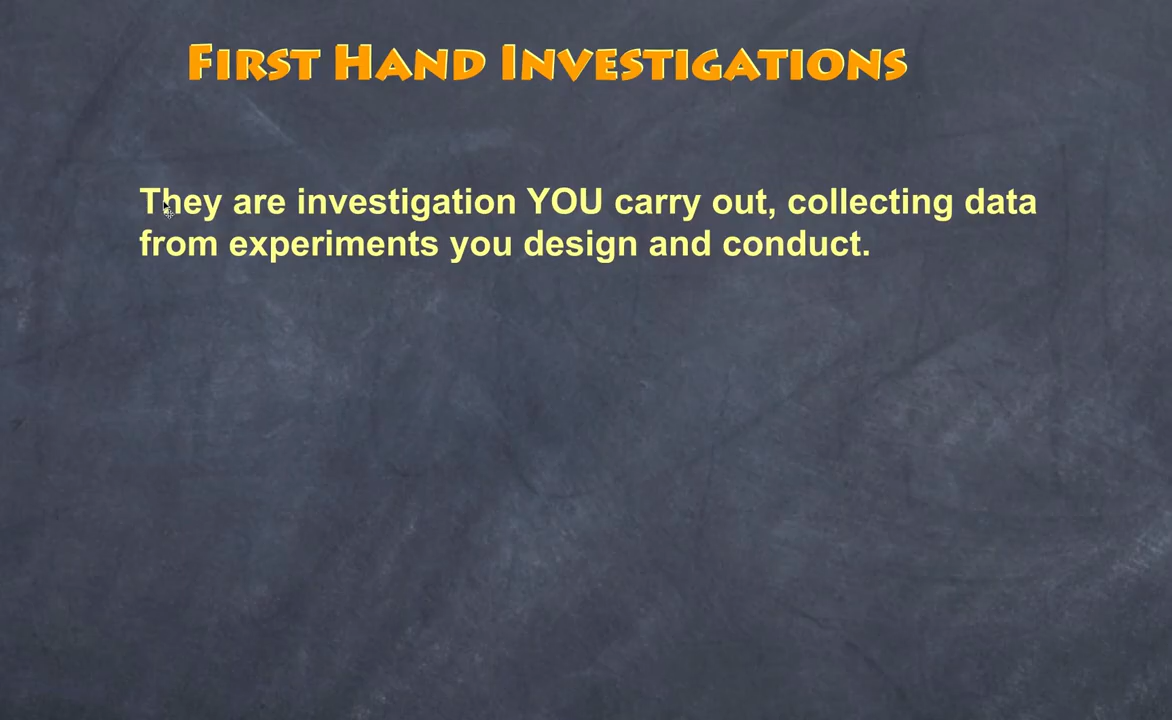 First Hand Investigations
They are investigation YOU carry out, collecting data
from experiments you design and conduct.